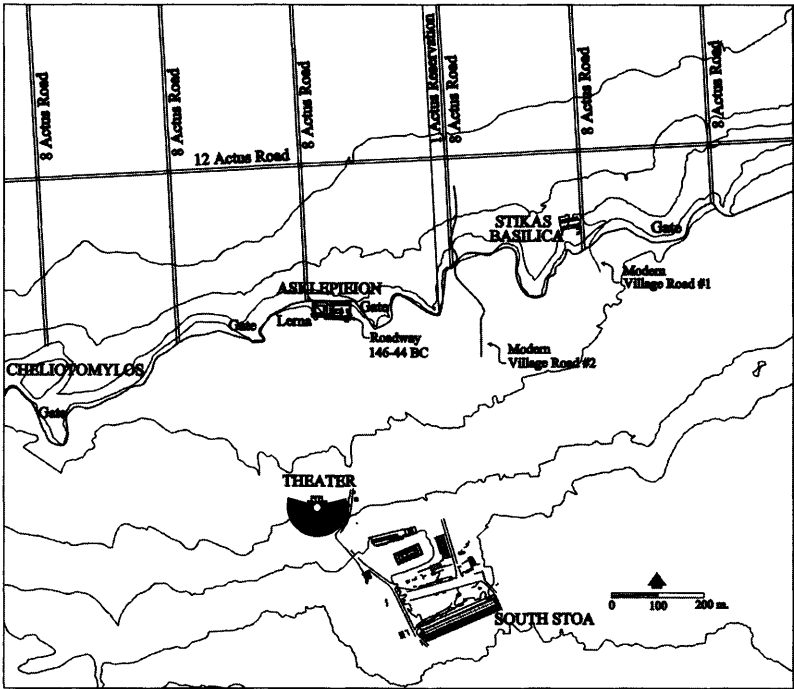 8 Actus Road
8 Actus Road
8 Actus Road
1 Actus Reservation
8 Actus Road
8 Actus Road
8 Actus Road
12 Actus Road
STIKAS
BASILICA
Gate
Modern
Village Road #1
ASKLEPIEION
Gate
Lerna
Gate
Roadway
146-44 BC
Modern
Village Road #2
CHELIOTOMYLOS
Gate
THEATER
SOUTH STOA
0 100 200 m.